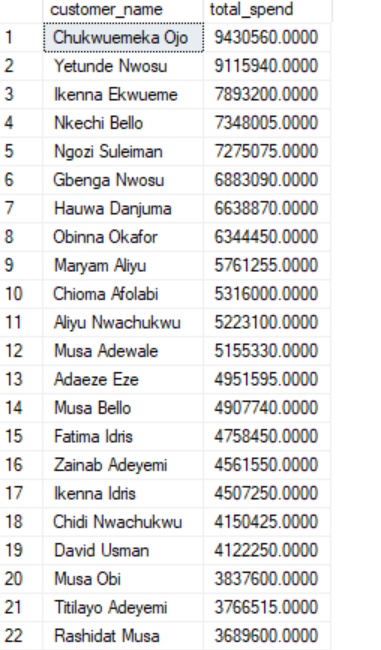 customer_name total_spend
1 Chukwuemeka Ojo 9430560.0000
2 Yetunde Nwosu 9115940.0000
3 Ikenna Ekwueme 7893200.0000
4 Nkechi Bello 7348005.0000
5 Ngozi Suleiman 7275075.0000
6 Gbenga Nwosu 6883090.0000
7 Hauwa Danjuma 6638870.0000
8 Obinna Okafor 6344450.0000
9 Maryam Aliyu 5761255.0000
10 Chioma Afolabi 5316000.0000
11 Aliyu Nwachukwu 5223100.0000
12 Musa Adewale 5155330.0000
13 Adaeze Eze 4951595.0000
14 Musa Bello 4907740.0000
15 Fatima Idris 4758450.0000
16 Zainab Adeyemi 4561550.0000
17 Ikenna Idris 4507250.0000
18 Chidi Nwachukwu 4150425.0000
19 David Usman 4122250.0000
20 Musa Obi 3837600.0000
21 Titilayo Adeyemi 3766515.0000
22 Rashidat Musa 3689600.0000